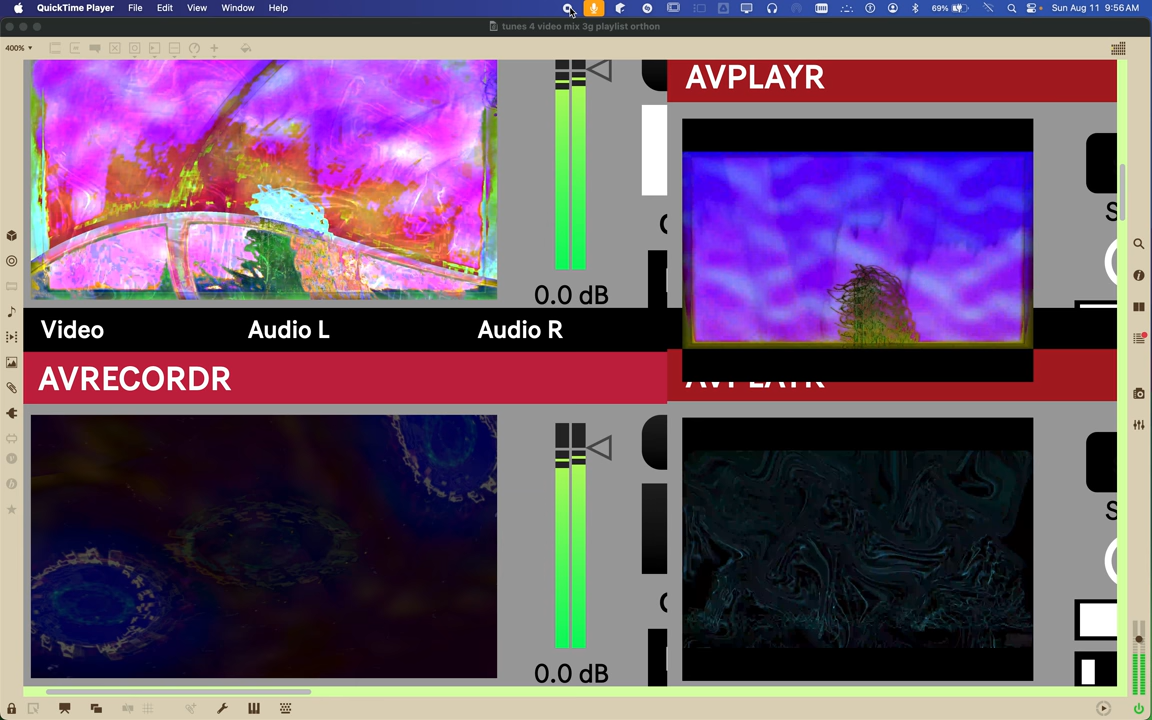 QuickTime Player File Edit View Window Help 69% Sun Aug 11 9:56 AM
tunes 4 video mix 3g playlist orthon
400%
AVPLAYR
0.0 dB
Video Audio L Audio R
AVRECORDR
0.0 dB